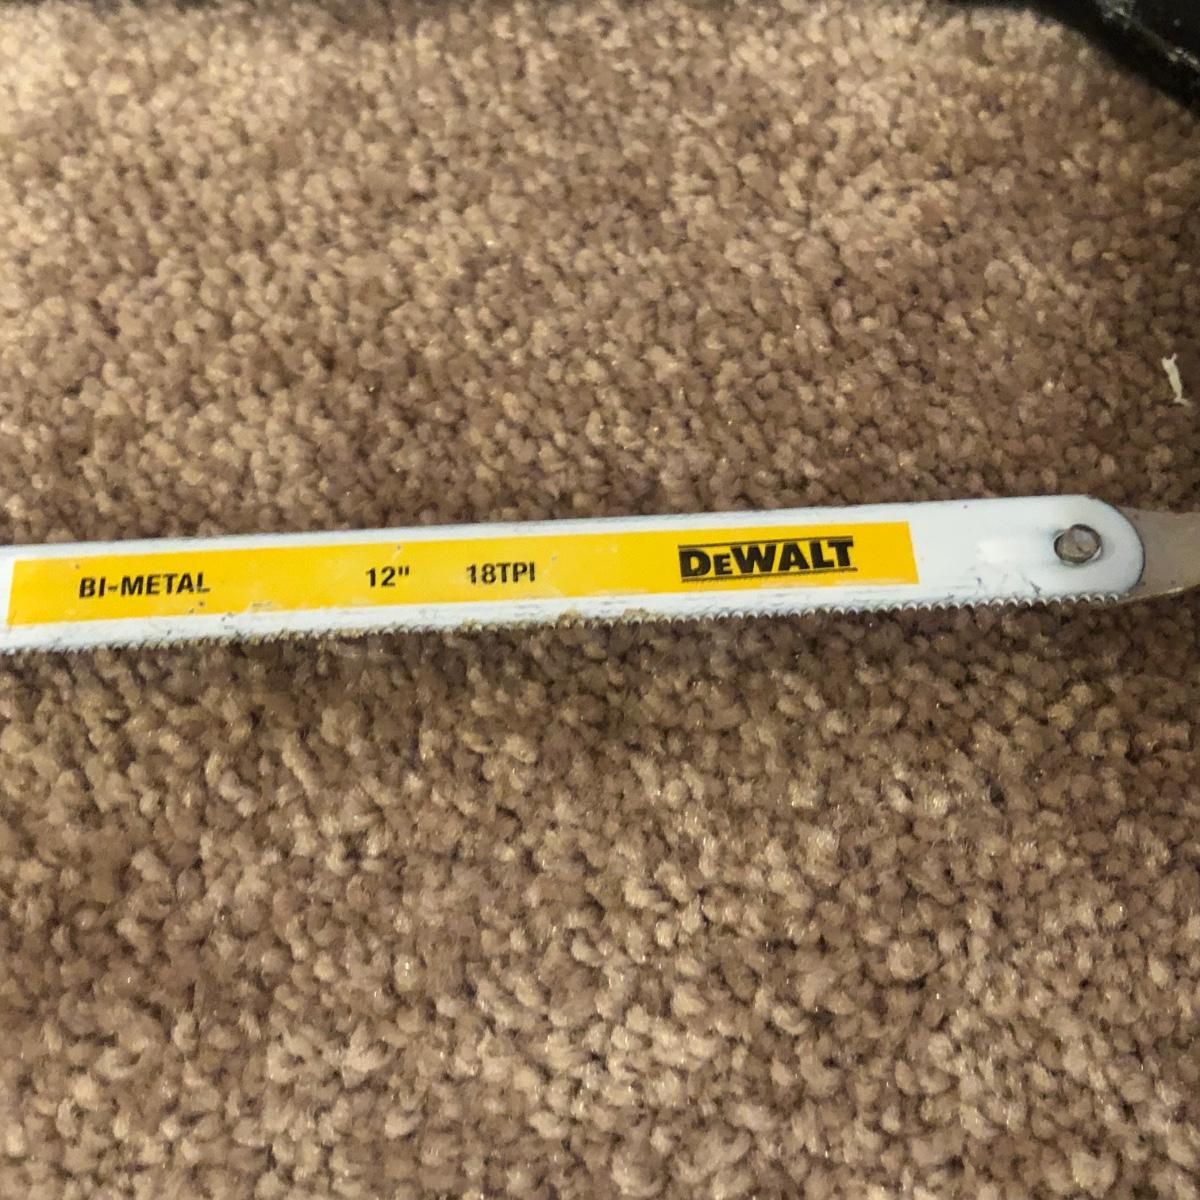 BI-METAL 12" 18TPI DEWALT